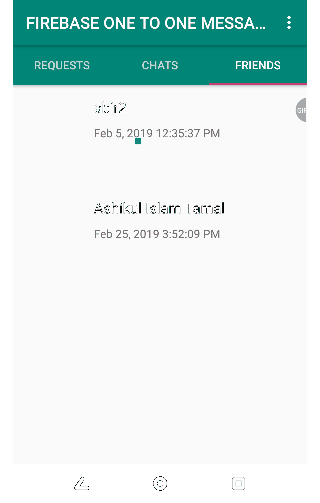 FIREBASE ONE TO ONE MESSA...
REQUESTS CHATS FRIENDS
Feb 5, 2019 12:35:37 PM
Ashikul Islam Tamal
Feb 25, 2019 3:52:09 PM